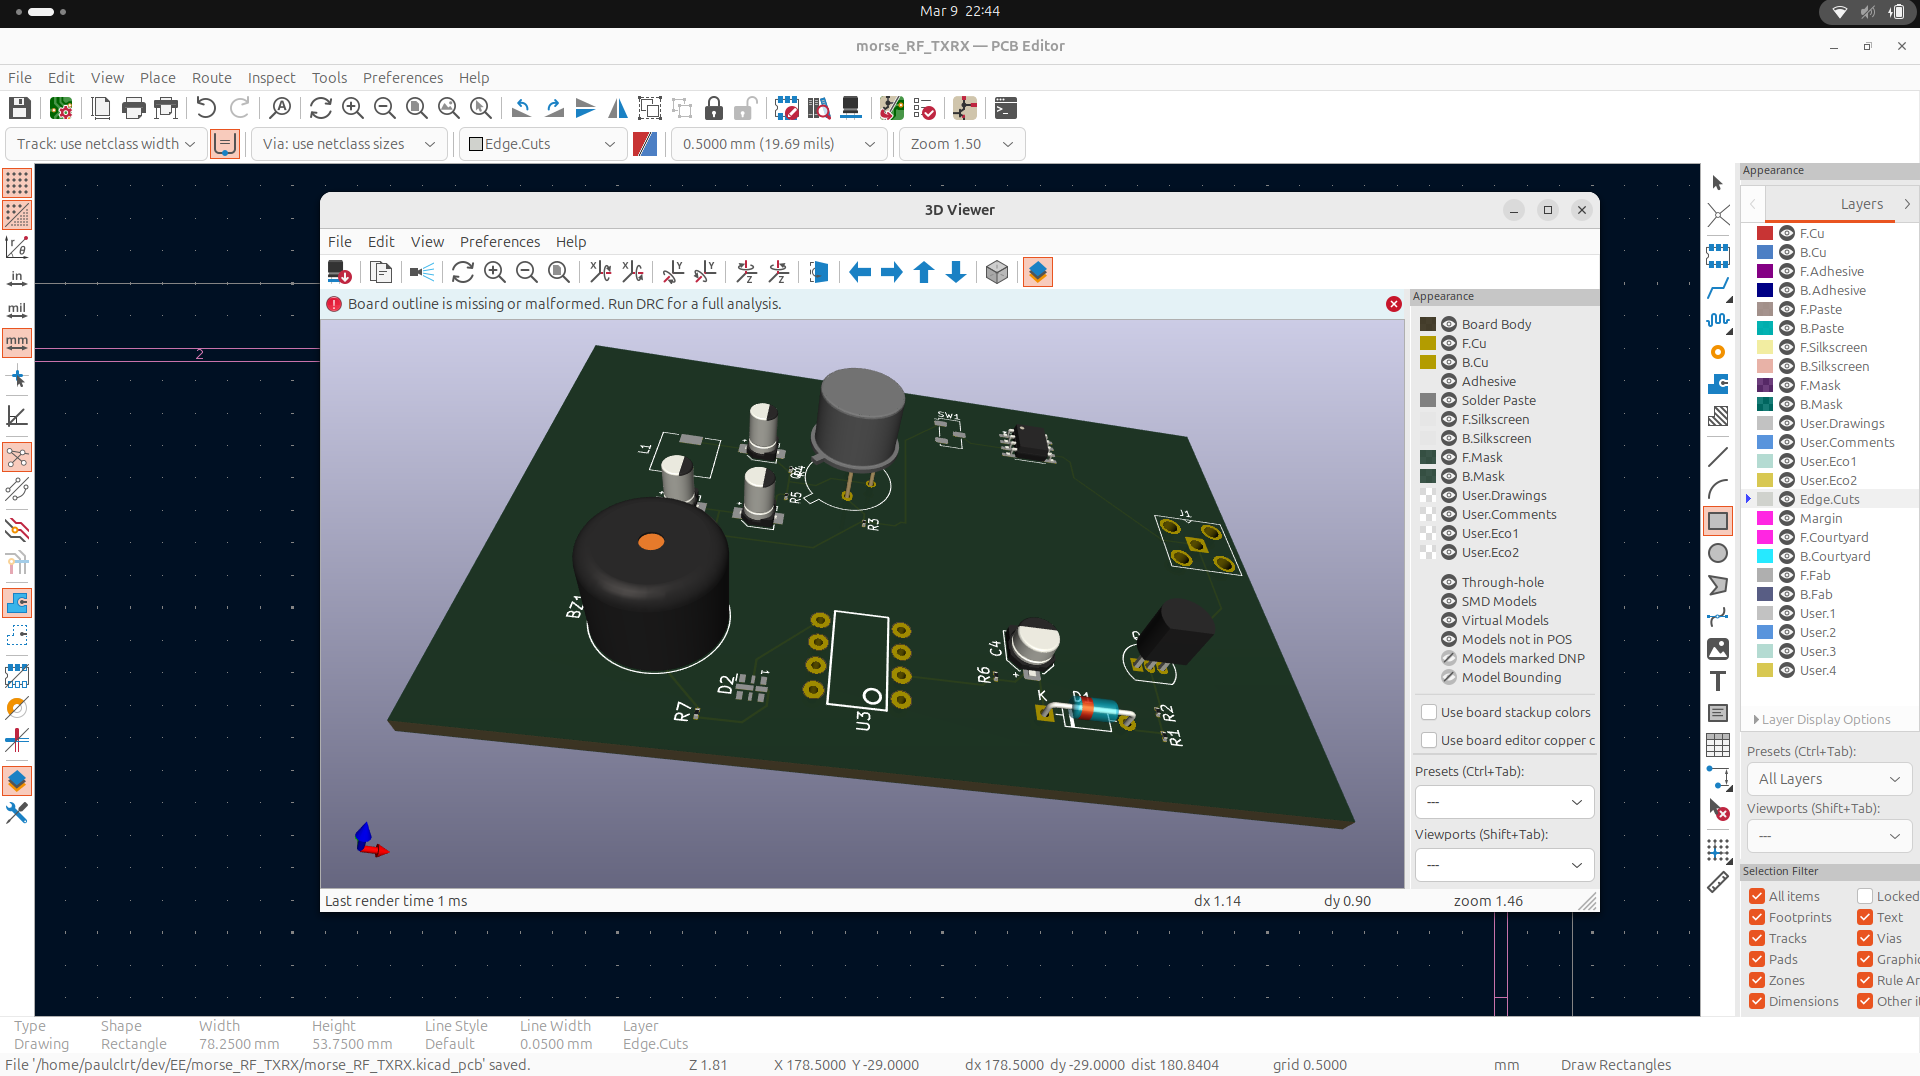 Mar 9 22:44
morse_RF_TXRX — PCB Editor
File Edit View Place Route Inspect Tools Preferences Help
Track: use netclass width
Via: use netclass sizes
Edge.Cuts
0.5000 mm (19.69 mils)
Zoom 1.50
in
mil
mm
2
3D Viewer
File Edit View Preferences Help
Board outline is missing or malformed. Run DRC for a full analysis.
L1
SW1
R5
R3
J1
BZ1
D2
1
R7
U3
C4
R6
+
K
R2
R1
Appearance
Board Body
F.Cu
B.Cu
Adhesive
Solder Paste
F.Silkscreen
B.Silkscreen
F.Mask
B.Mask
User.Drawings
User.Comments
User.Eco1
User.Eco2
Through-hole
SMD Models
Virtual Models
Models not in POS
Models marked DNP
Model Bounding
Use board stackup colors
Use board editor copper c
Presets (Ctrl+Tab):
---
Viewports (Shift+Tab):
---
Last render time 1 ms
dx 1.14
dy 0.90
zoom 1.46
Appearance
Layers
F.Cu
B.Cu
F.Adhesive
B.Adhesive
F.Paste
B.Paste
F.Silkscreen
B.Silkscreen
F.Mask
B.Mask
User.Drawings
User.Comments
User.Eco1
User.Eco2
Edge.Cuts
Margin
F.Courtyard
B.Courtyard
F.Fab
B.Fab
User.1
User.2
User.3
User.4
Layer Display Options
Presets (Ctrl+Tab):
All Layers
Viewports (Shift+Tab):
---
Selection Filter
All items Locked
Footprints Text
Tracks Vias
Pads Graphic
Zones Rule Ar
Dimensions Other it
Type Shape Width Height Line Style Line Width Layer
Drawing Rectangle 78.2500 mm 53.7500 mm Default 0.0500 mm Edge.Cuts
File '/home/paulclrt/dev/EE/morse_RF_TXRX/morse_RF_TXRX.kicad_pcb' saved.
Z 1.81
X 178.5000 Y -29.0000
dx 178.5000 dy -29.0000 dist 180.8404
grid 0.5000
mm
Draw Rectangles